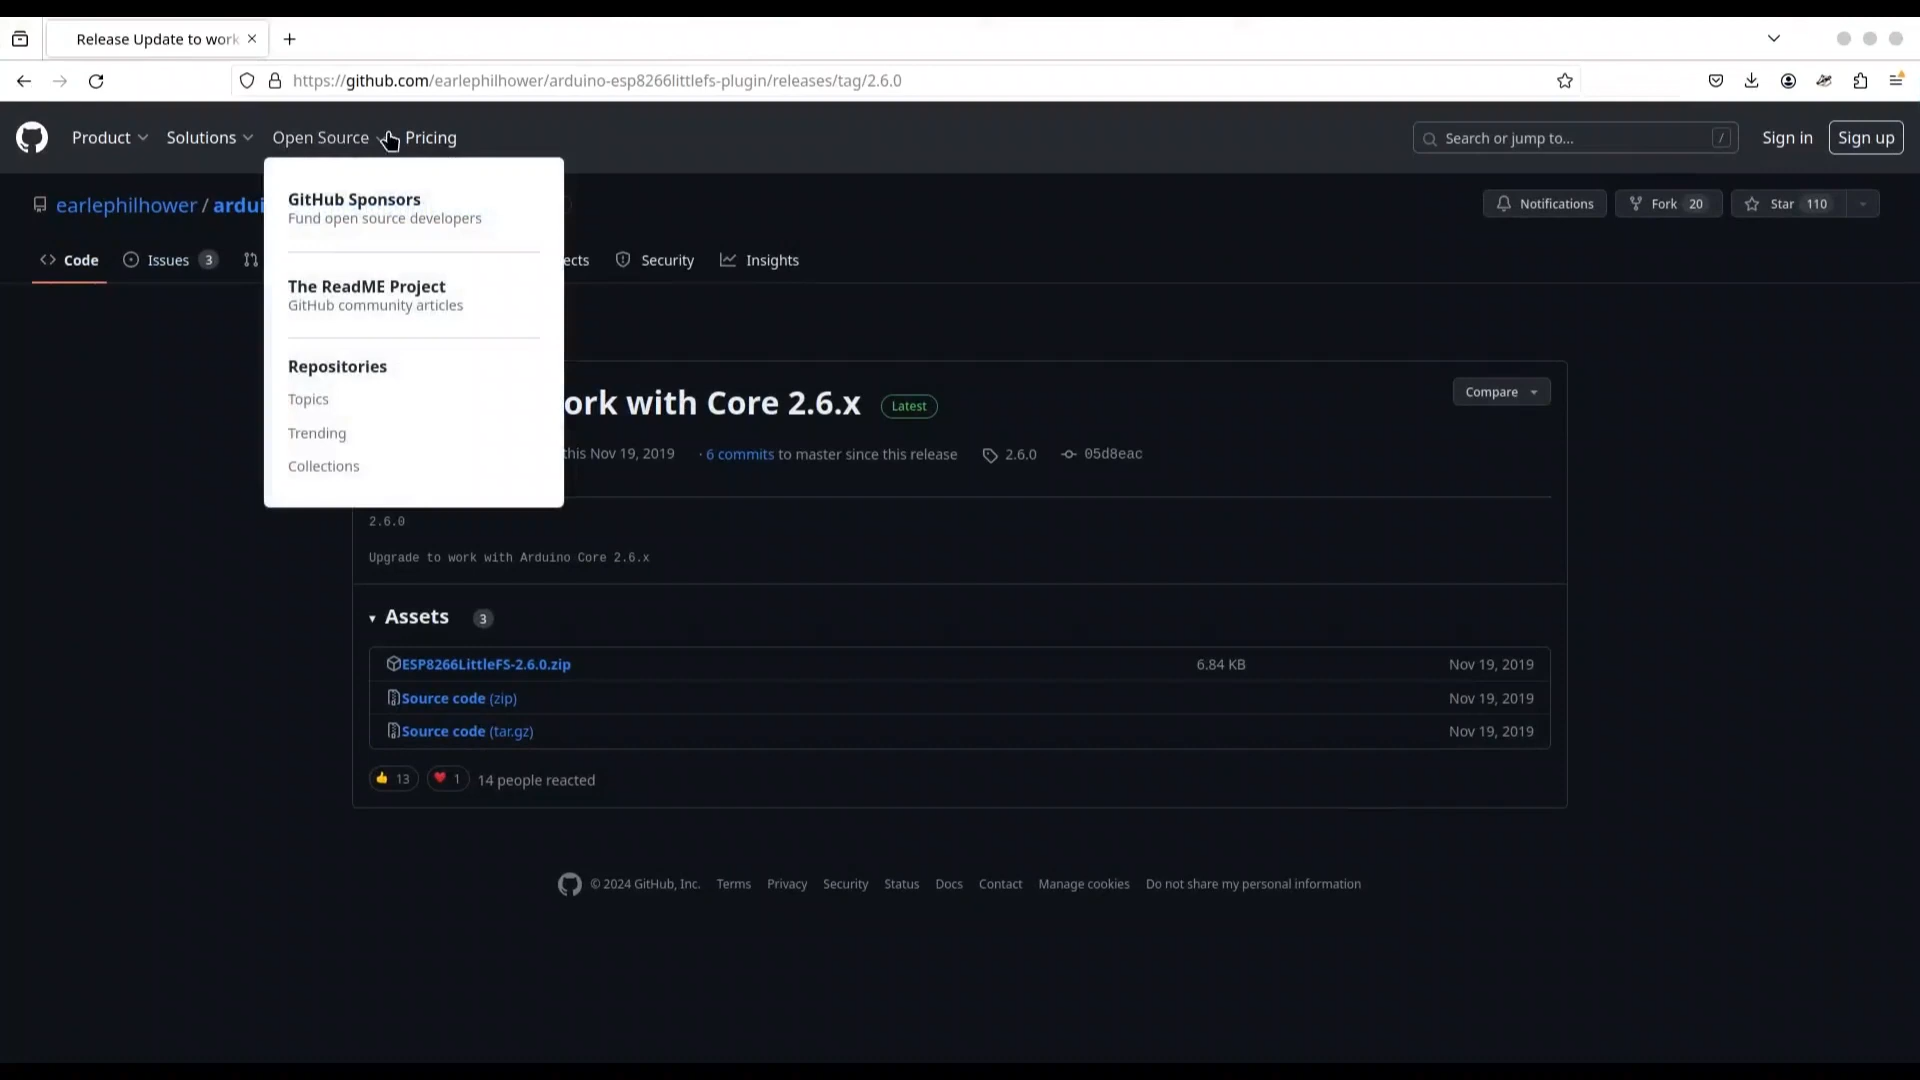 Release Update to work
https://github.com/earlephilhower/arduino-esp8266littlefs-plugin/releases/tag/2.6.0
Product Solutions Open Source Pricing Search or jump to... / Sign in Sign up
GitHub Sponsors
Fund open source developers
The ReadME Project
GitHub community articles
Repositories
Topics
Trending
Collections
earlephilhower / ardui Notifications Fork 20 Star 110
Code Issues 3 ects Security Insights
ork with Core 2.6.x Latest Compare
this Nov 19, 2019 · 6 commits to master since this release 2.6.0 05d8eac
2.6.0
Upgrade to work with Arduino Core 2.6.x
Assets 3
ESP8266LittleFS-2.6.0.zip 6.84 KB Nov 19, 2019
Source code (zip) Nov 19, 2019
Source code (tar.gz) Nov 19, 2019
13 1 14 people reacted
© 2024 GitHub, Inc. Terms Privacy Security Status Docs Contact Manage cookies Do not share my personal information